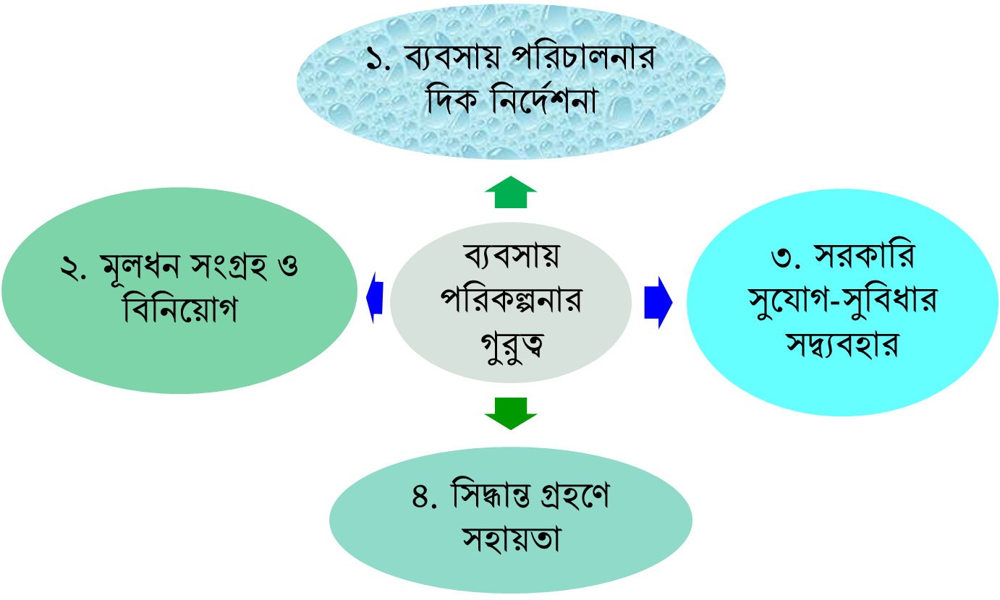 ১. ব্যবসায় পরিচালনার
দিক নির্দেশনা
২. মূলধন সংগ্রহ ও
বিনিয়োগ
ব্যবসায়
পরিকল্পনার
গুরুত্ব
৩. সরকারি
সুযোগ-সুবিধার
সদ্ব্যবহার
৪. সিদ্ধান্ত গ্রহণে
সহায়তা